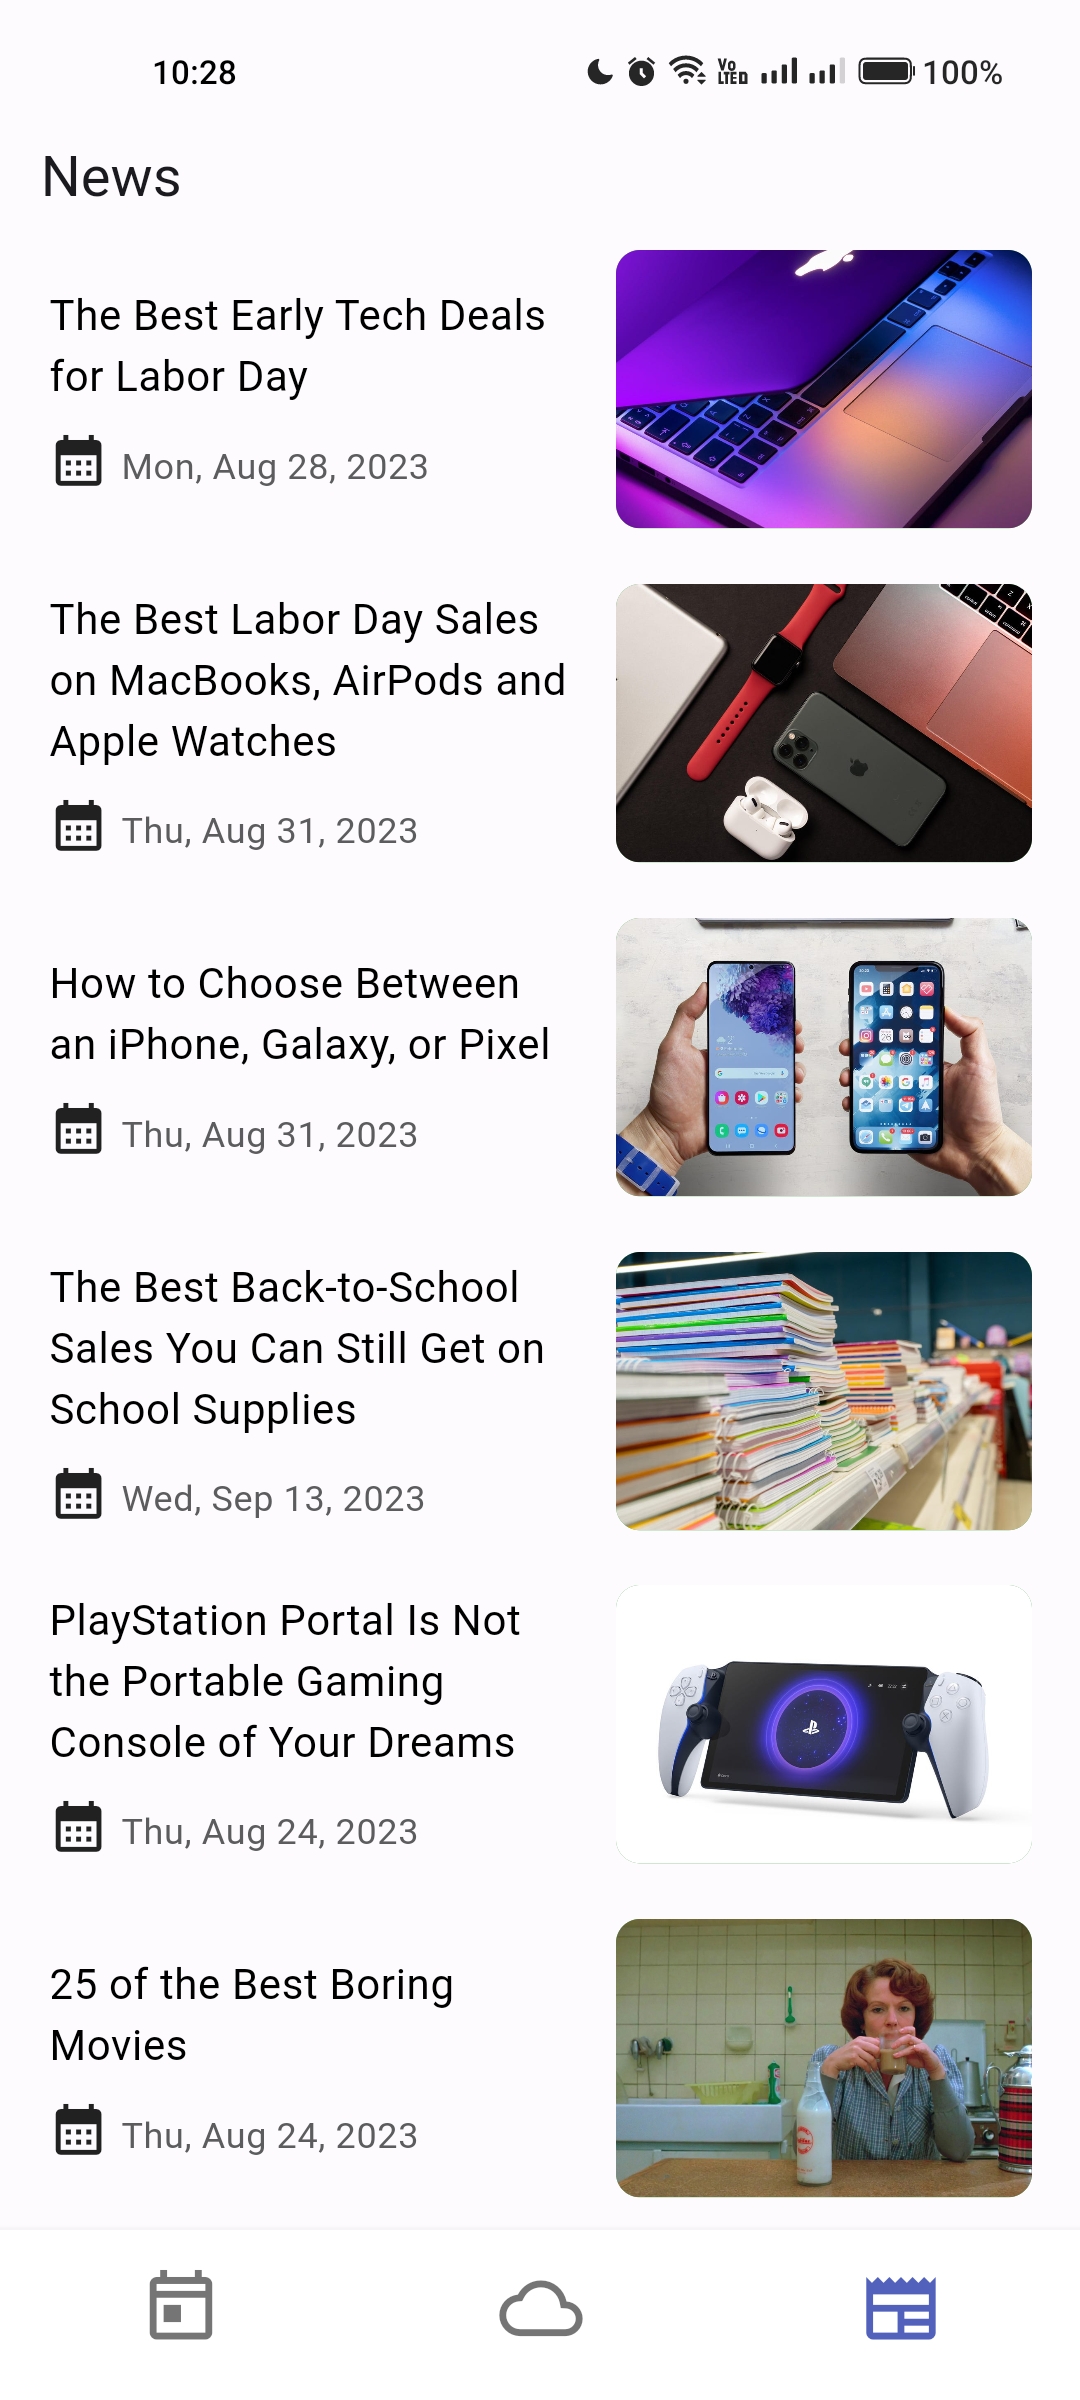 10:28
Vo LTED
100%
News
The Best Early Tech Deals
for Labor Day
Mon, Aug 28, 2023
The Best Labor Day Sales
on MacBooks, AirPods and
Apple Watches
Thu, Aug 31, 2023
How to Choose Between
an iPhone, Galaxy, or Pixel
Thu, Aug 31, 2023
The Best Back-to-School
Sales You Can Still Get on
School Supplies
Wed, Sep 13, 2023
PlayStation Portal Is Not
the Portable Gaming
Console of Your Dreams
Thu, Aug 24, 2023
25 of the Best Boring
Movies
Thu, Aug 24, 2023